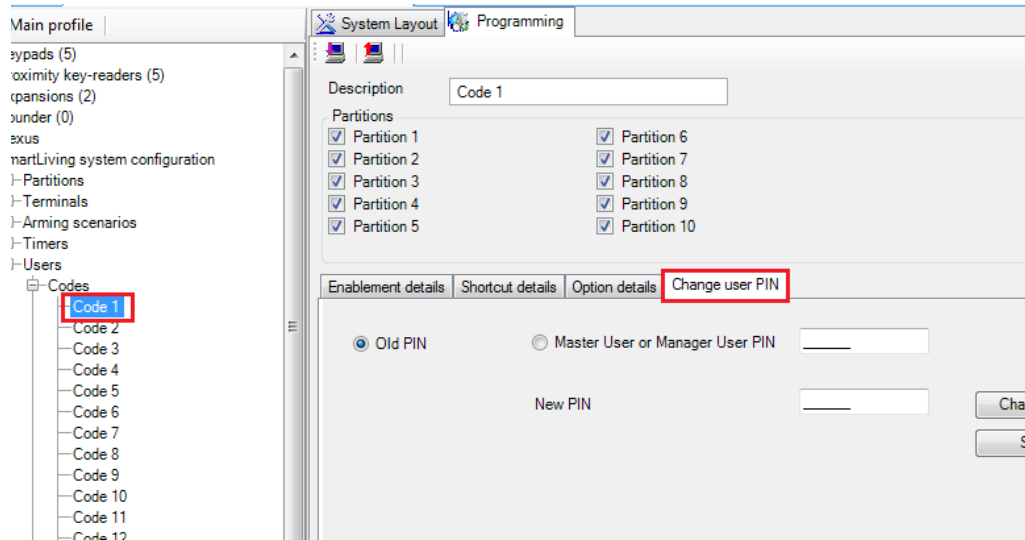 Main profile
eypads (5)
roximity key-readers (5)
xpansions (2)
ounder (0)
exus
martLiving system configuration
Partitions
Terminals
Arming scenarios
Timers
Users
Codes
Code 1
Code 2
Code 3
Code 4
Code 5
Code 6
Code 7
Code 8
Code 9
Code 10
Code 11
Code 12
System Layout Programming
Description Code 1
Partitions
Partition 1 Partition 6
Partition 2 Partition 7
Partition 3 Partition 8
Partition 4 Partition 9
Partition 5 Partition 10
Enablement details Shortcut details Option details Change user PIN
Old PIN Master User or Manager User PIN
New PIN
Cha
S